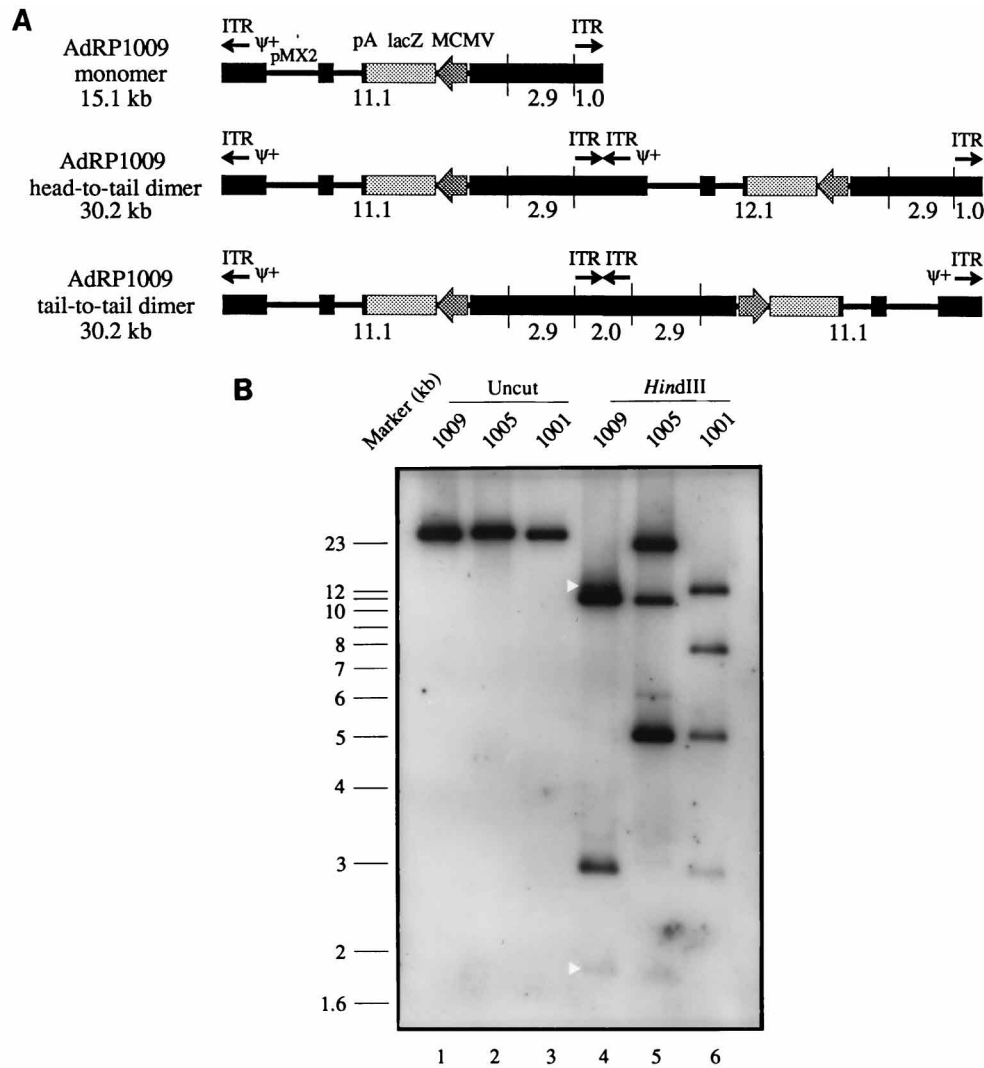 A
AdRP1009
monomer
15.1 kb
ITR
ψ+
pMX2
pA lacZ MCMV
ITR
11.1
2.9
1.0
AdRP1009
head-to-tail dimer
30.2 kb
ITR
ψ+
ITR ITR
ψ+
ITR
11.1
2.9
12.1
2.9
1.0
AdRP1009
tail-to-tail dimer
30.2 kb
ITR
ψ+
ITR ITR
ψ+
ITR
11.1
2.9
2.0
2.9
11.1
B
Marker (kb)
Uncut
HindIII
1009
1005
1001
1009
1005
1001
23
12
10
8
7
6
5
4
3
2
1.6
1 2 3 4 5 6